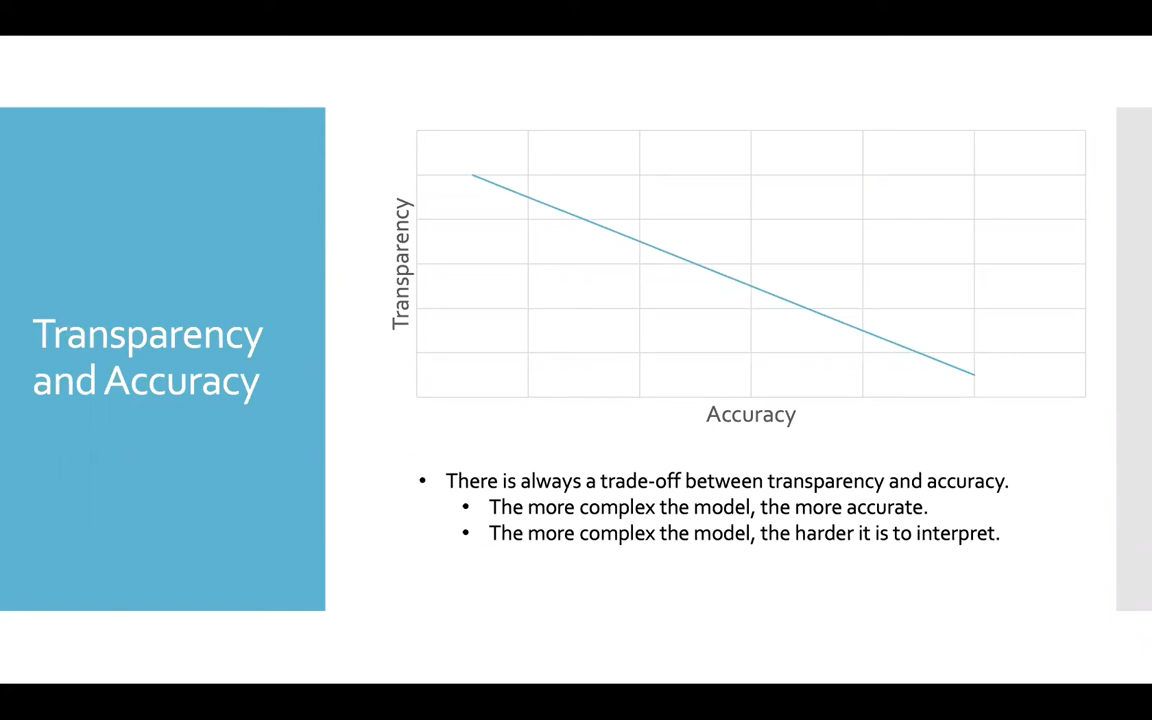 Transparency
and Accuracy
Transparency
Accuracy
• There is always a trade-off between transparency and accuracy.
• The more complex the model, the more accurate.
• The more complex the model, the harder it is to interpret.